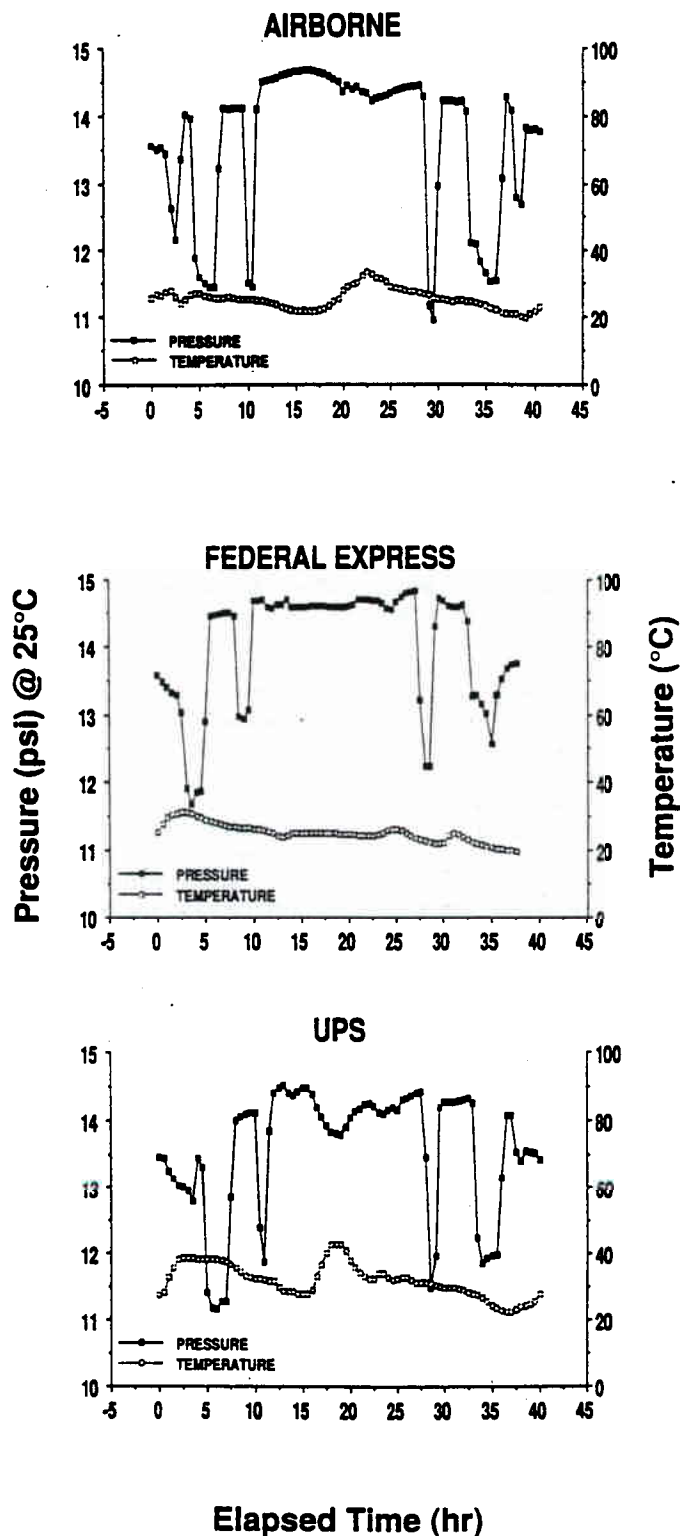 AIRBORNE
15
14
13
12
11
10
100
80
60
40
20
0
PRESSURE
TEMPERATURE
-5 0 5 10 15 20 25 30 35 40 45
FEDERAL EXPRESS
15
14
13
12
11
10
100
80
60
40
20
0
PRESSURE
TEMPERATURE
-5 0 5 10 15 20 25 30 35 40 45
Pressure (psi) @ 25°C
Temperature (°C)
UPS
15
14
13
12
11
10
100
80
60
40
20
0
PRESSURE
TEMPERATURE
-5 0 5 10 15 20 25 30 35 40 45
Elapsed Time (hr)